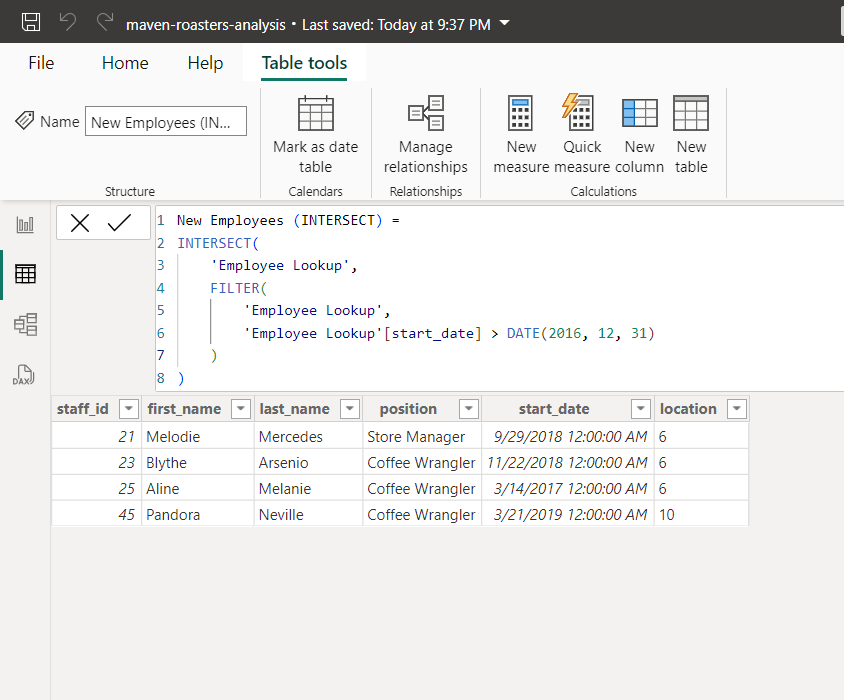 maven-roasters-analysis • Last saved: Today at 9:37 PM
File Home Help Table tools
Name New Employees (IN...
Mark as date table
Manage relationships
New measure
Quick measure
New column
New table
Structure Calendars Relationships Calculations
1 New Employees (INTERSECT) =
2 INTERSECT(
3 'Employee Lookup',
4 FILTER(
5 'Employee Lookup',
6 'Employee Lookup'[start_date] > DATE(2016, 12, 31)
7 )
8 )
DAX
staff_id first_name last_name position start_date location
21 Melodie Mercedes Store Manager 9/29/2018 12:00:00 AM 6
23 Blythe Arsenio Coffee Wrangler 11/22/2018 12:00:00 AM 6
25 Aline Melanie Coffee Wrangler 3/14/2017 12:00:00 AM 6
45 Pandora Neville Coffee Wrangler 3/21/2019 12:00:00 AM 10